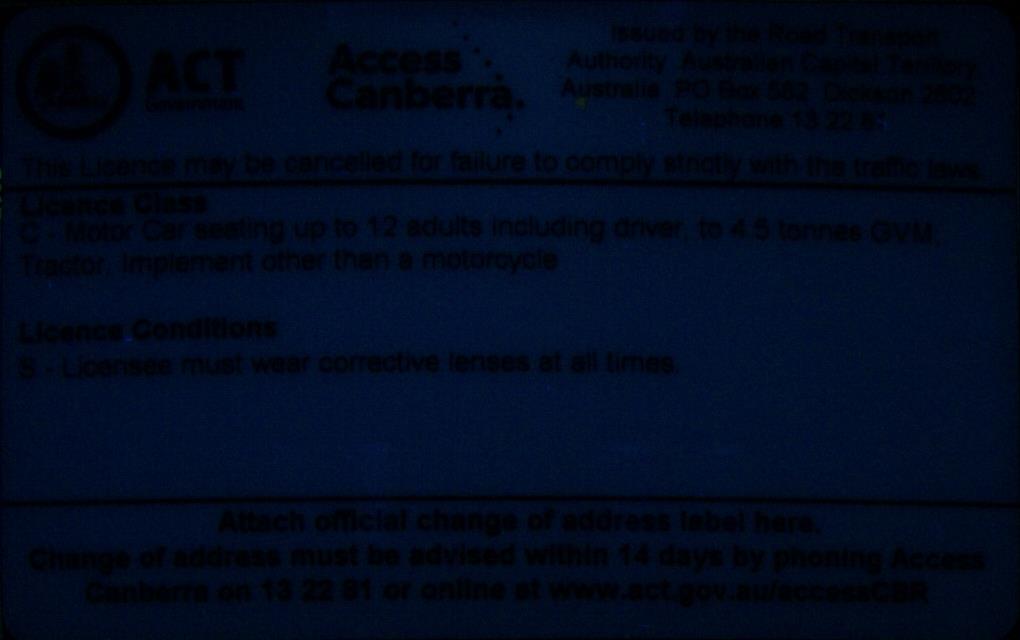 ACT
Government
Access
Canberra.
Issued by the Road Transport
Authority Australian Capital Territory
Australia PO Box 582 Dickson 2602
Telephone 13 22 81
This Licence may be cancelled for failure to comply strictly with the traffic laws.
Licence Class
C - Motor Car seating up to 12 adults including driver, to 4.5 tonnes GVM,
Tractor, Implement other than a motorcycle
Licence Conditions
S - Licensee must wear corrective lenses at all times.
Attach official change of address label here.
Change of address must be advised within 14 days by phoning Access
Canberra on 13 22 81 or online at www.act.gov.au/accessCBR